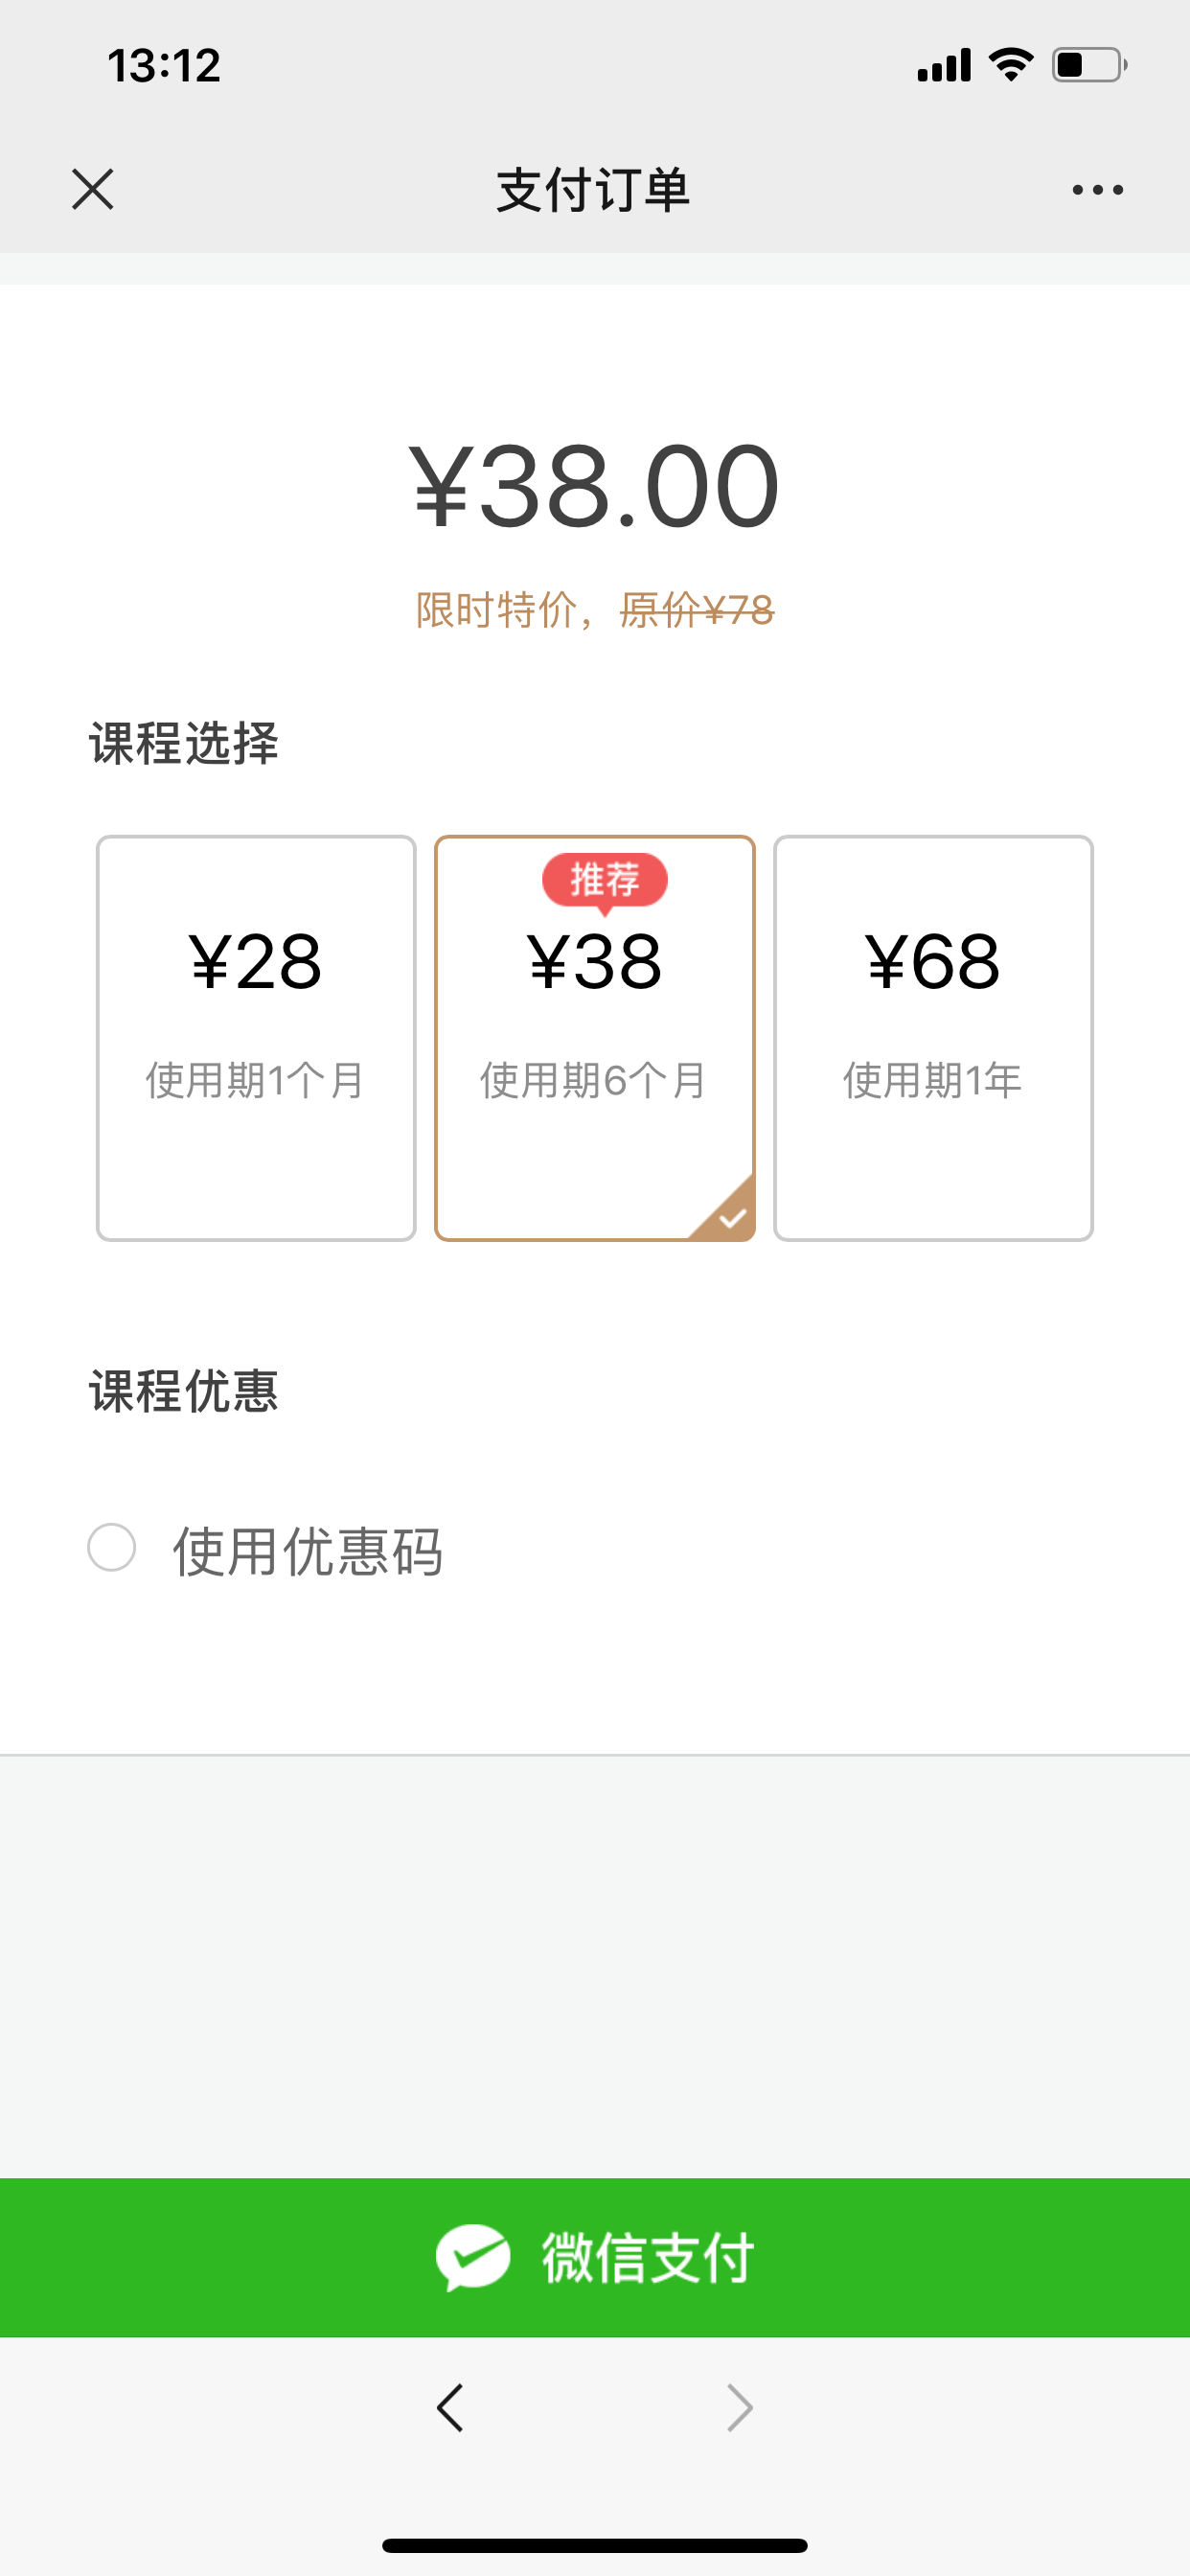 13:12
支付订单
¥38.00
限时特价，原价¥78
课程选择
推荐
¥28 ¥38 ¥68
使用期1个月 使用期6个月 使用期1年
课程优惠
使用优惠码
微信支付